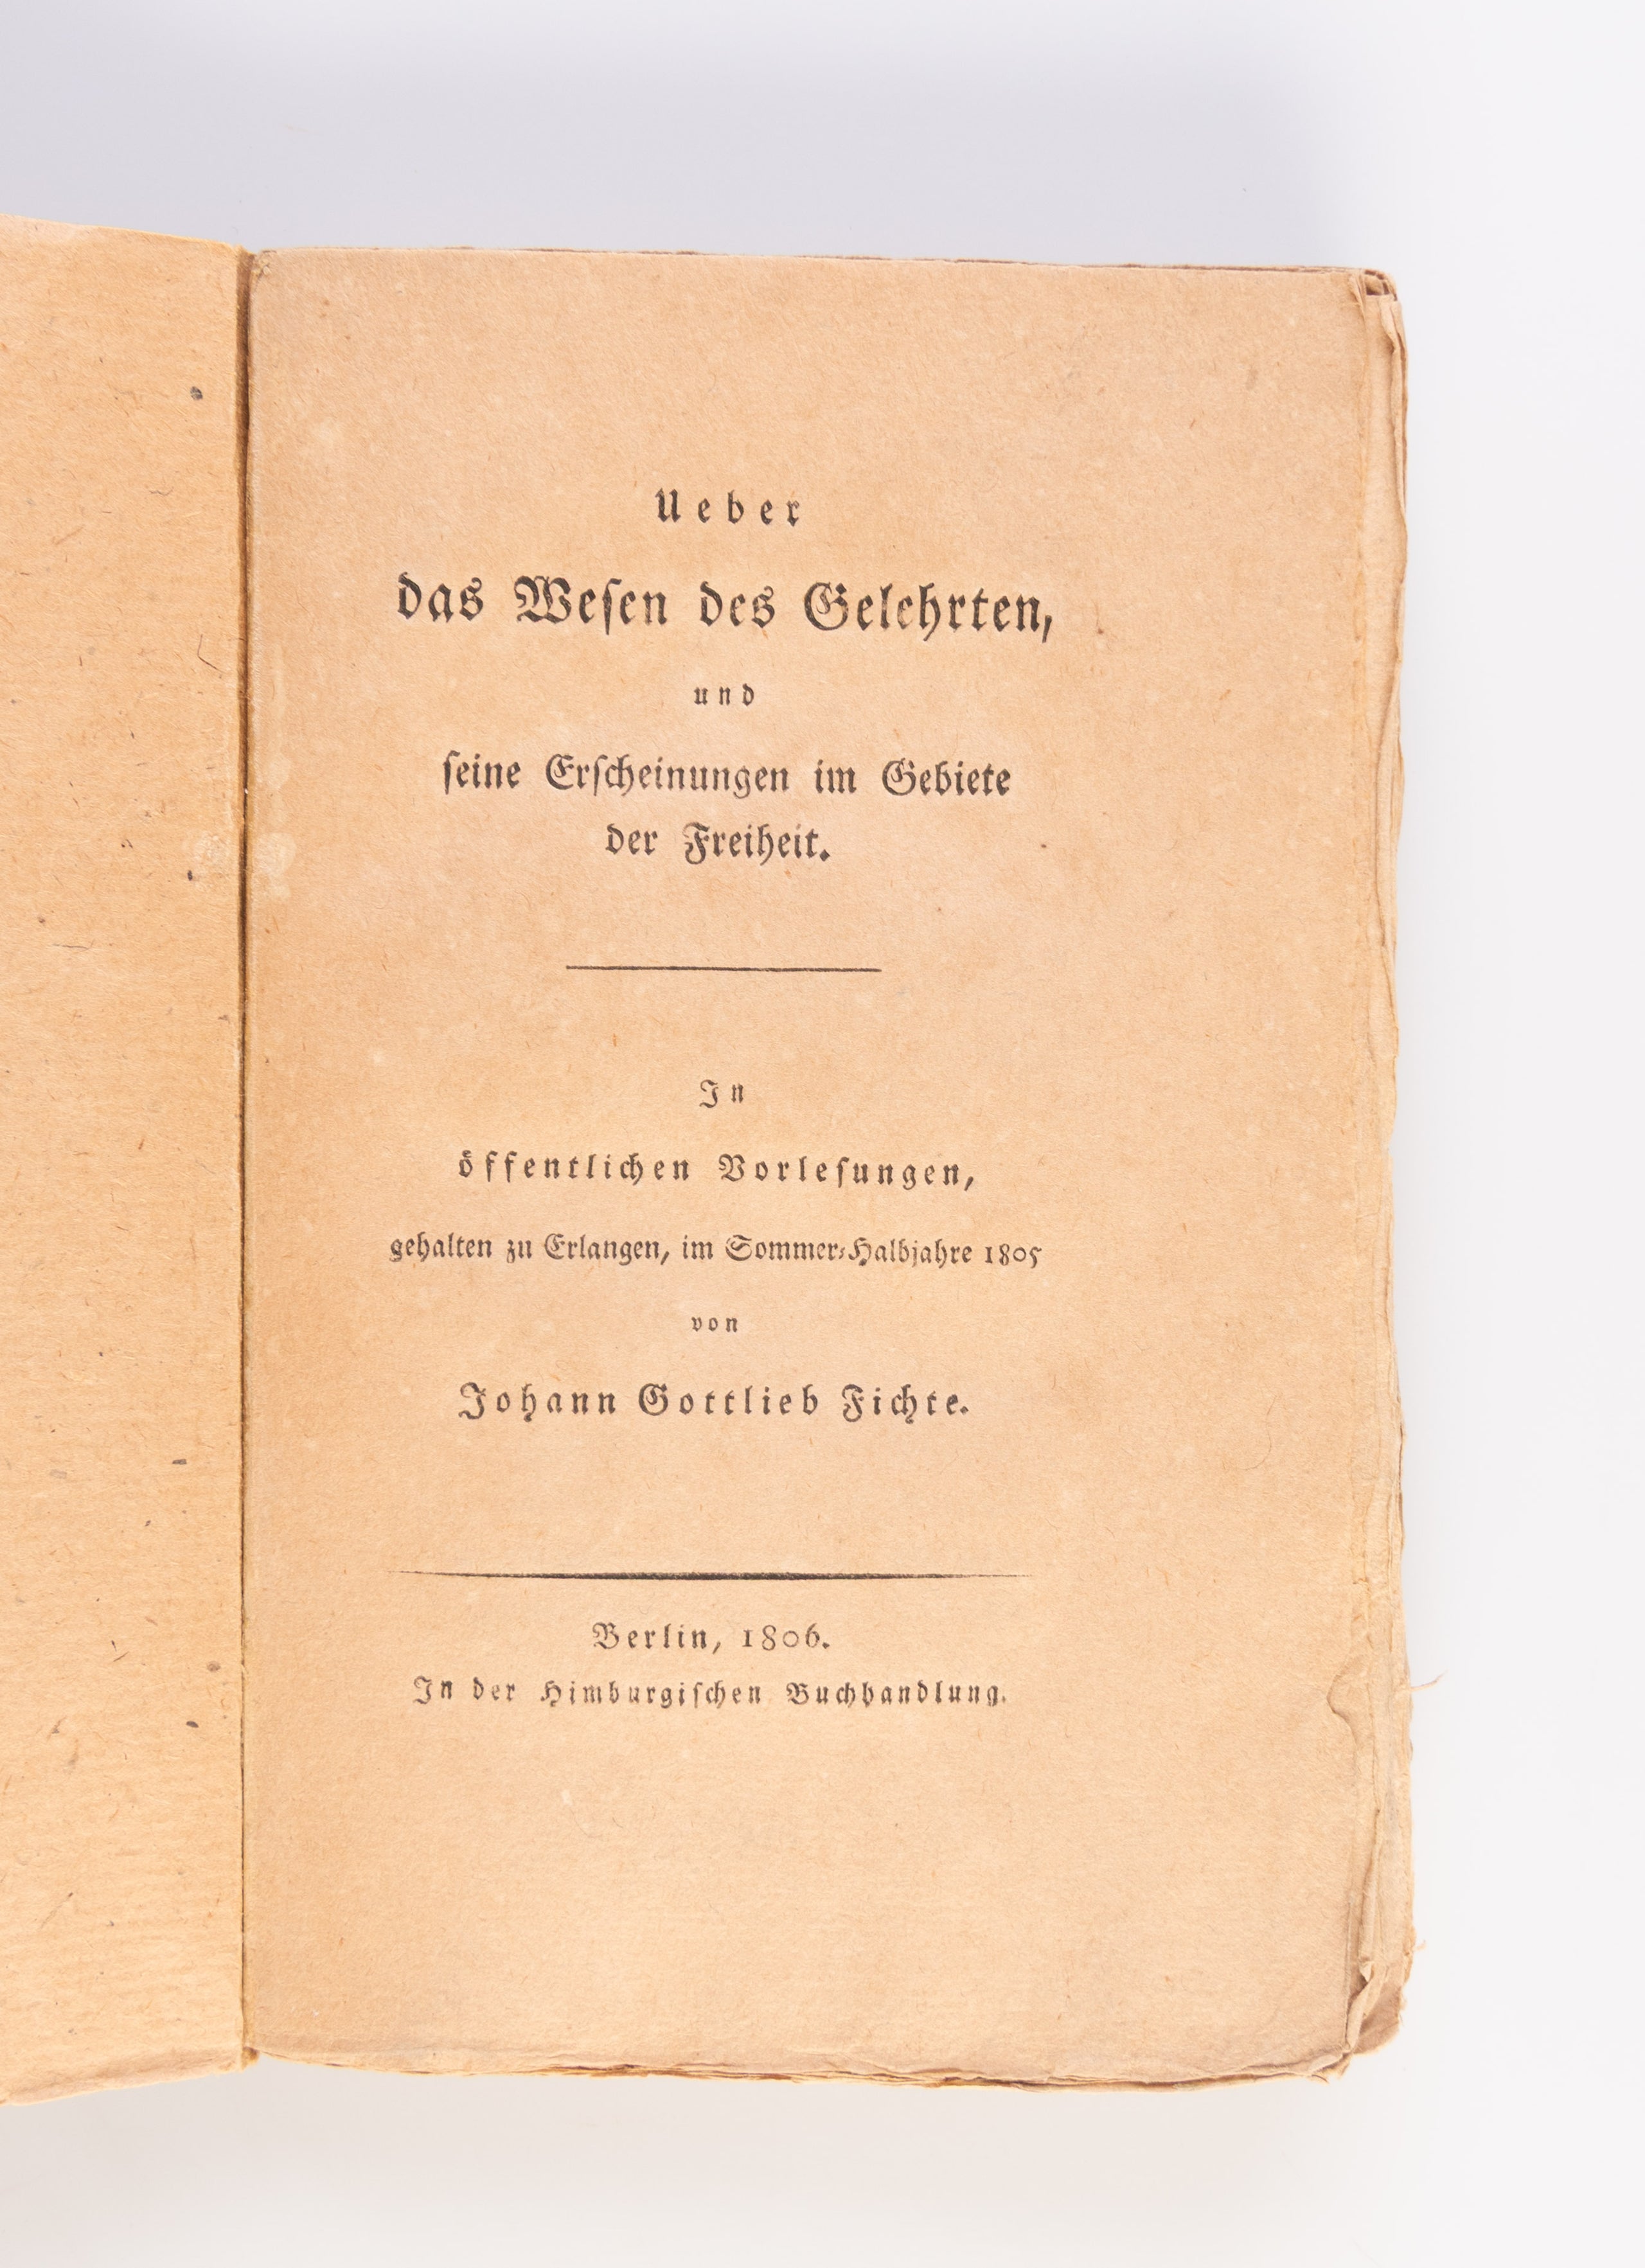 Ueber
das Weſen des Gelehrten,
und
ſeine Erſcheinungen im Gebiete
der Freiheit.
In
öffentlichen Vorleſungen,
gehalten zu Erlangen, im Sommer-Halbjahre 1805
von
Johann Gottlieb Fichte.
Berlin, 1806.
In der Himburgiſchen Buchhandlung.